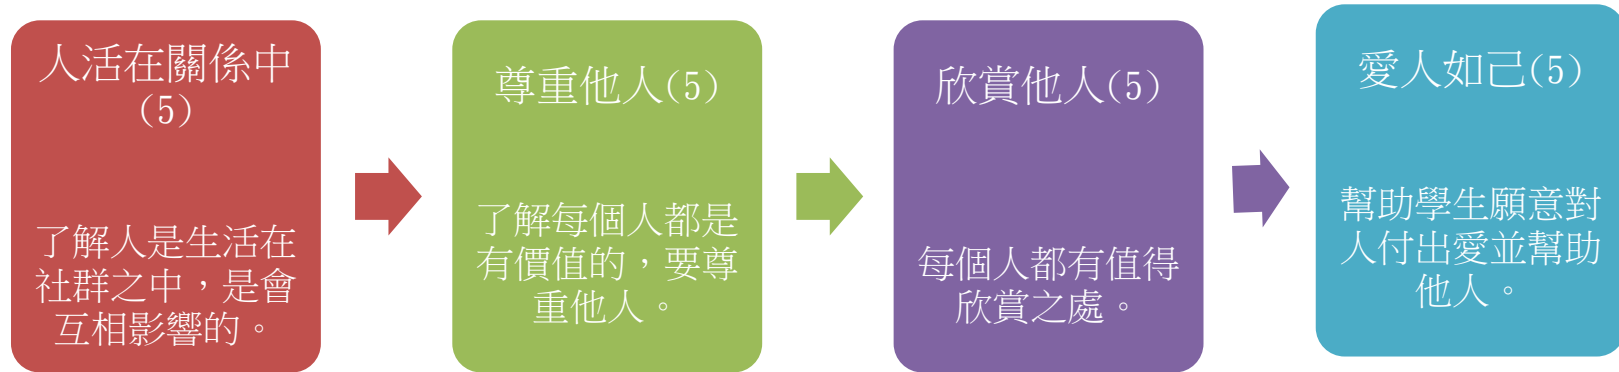 人活在關係中
(5)
了解人是生活在
社群之中，是會
互相影響的。
尊重他人(5)
了解每個人都是
有價值的，要尊
重他人。
欣賞他人(5)
每個人都有值得
欣賞之處。
愛人如己(5)
幫助學生願意對
人付出愛並幫助
他人。